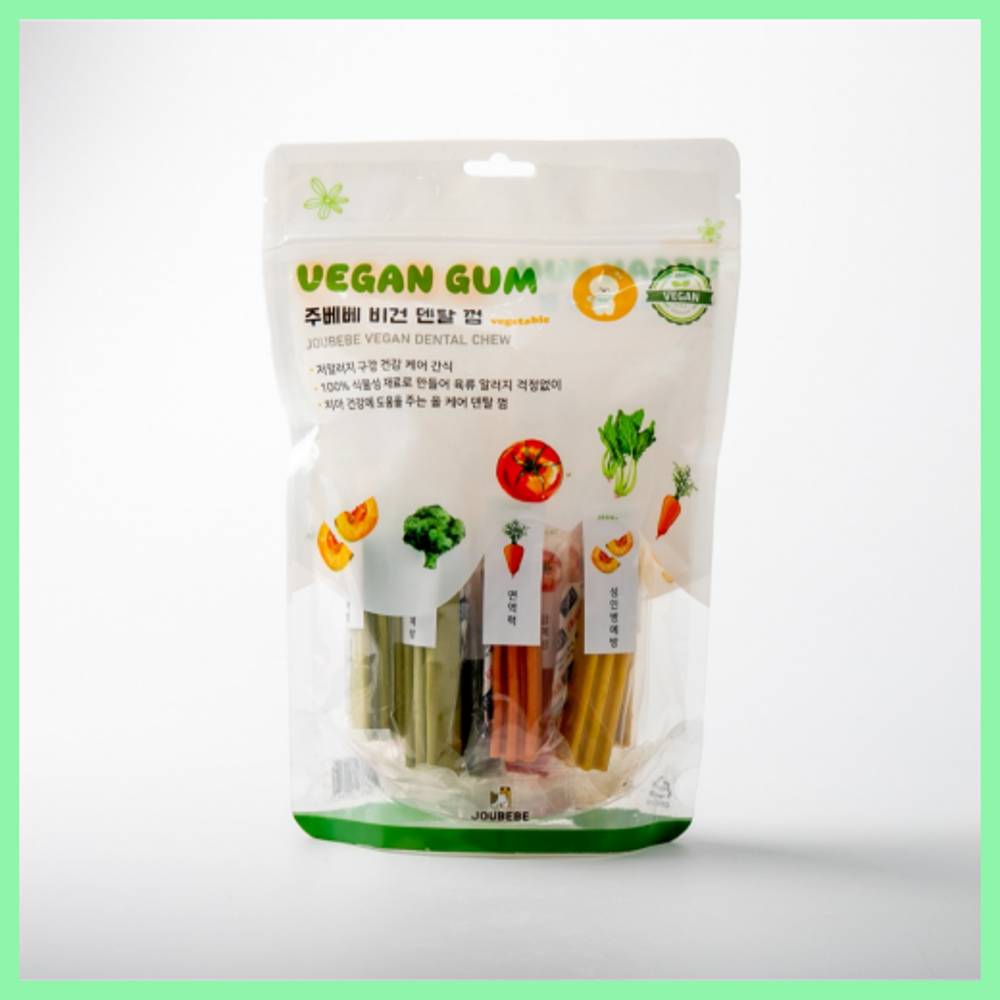 VEGAN GUM
VEGAN
주베베 비건 덴탈 껌 vegetable
JOUBEBE VEGAN DENTAL CHEW
• 저알러지 구강 건강 케어 간식
• 100% 식물성 재료로 만들어 육류 알러지 걱정없이
• 치아 건강에 도움을 주는 올 케어 덴탈 껌
면역력
성인병예방
JOUBEBE